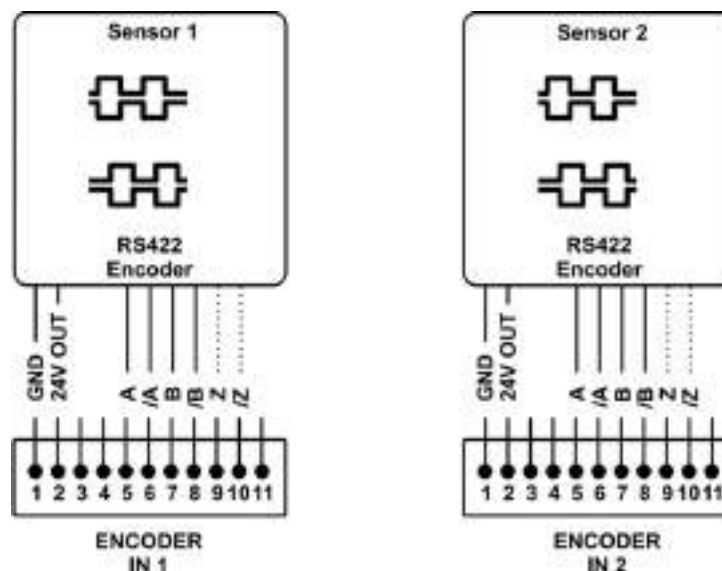 Sensor 1
RS422
Encoder
GND
24V OUT
A
/A
B
/B
Z
/Z
1 2 3 4 5 6 7 8 9 10 11
ENCODER
IN 1
Sensor 2
RS422
Encoder
GND
24V OUT
A
/A
B
/B
Z
/Z
1 2 3 4 5 6 7 8 9 10 11
ENCODER
IN 2